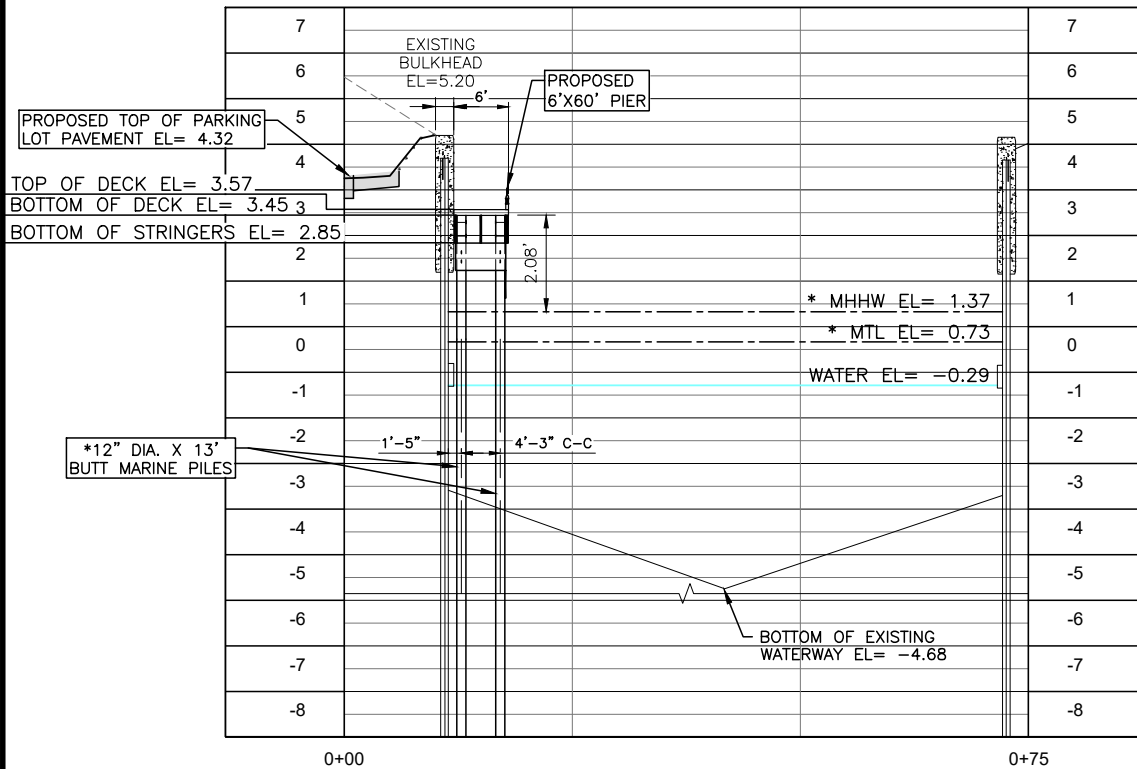 7
7
EXISTING
BULKHEAD
EL=5.20
6
6
6'
PROPOSED
6'X60' PIER
PROPOSED TOP OF PARKING
LOT PAVEMENT EL= 4.32
5
5
4
4
TOP OF DECK EL= 3.57
BOTTOM OF DECK EL= 3.45
3
3
BOTTOM OF STRINGERS EL= 2.85
2
2
2.08'
1
* MHHW EL= 1.37
1
0
* MTL EL= 0.73
0
-1
WATER EL= -0.29
-1
-2
-2
*12" DIA. X 13'
BUTT MARINE PILES
1'-5"
4'-3" C-C
-3
-3
-4
-4
-5
-5
-6
-6
BOTTOM OF EXISTING
WATERWAY EL= -4.68
-7
-7
-8
-8
0+00
0+75